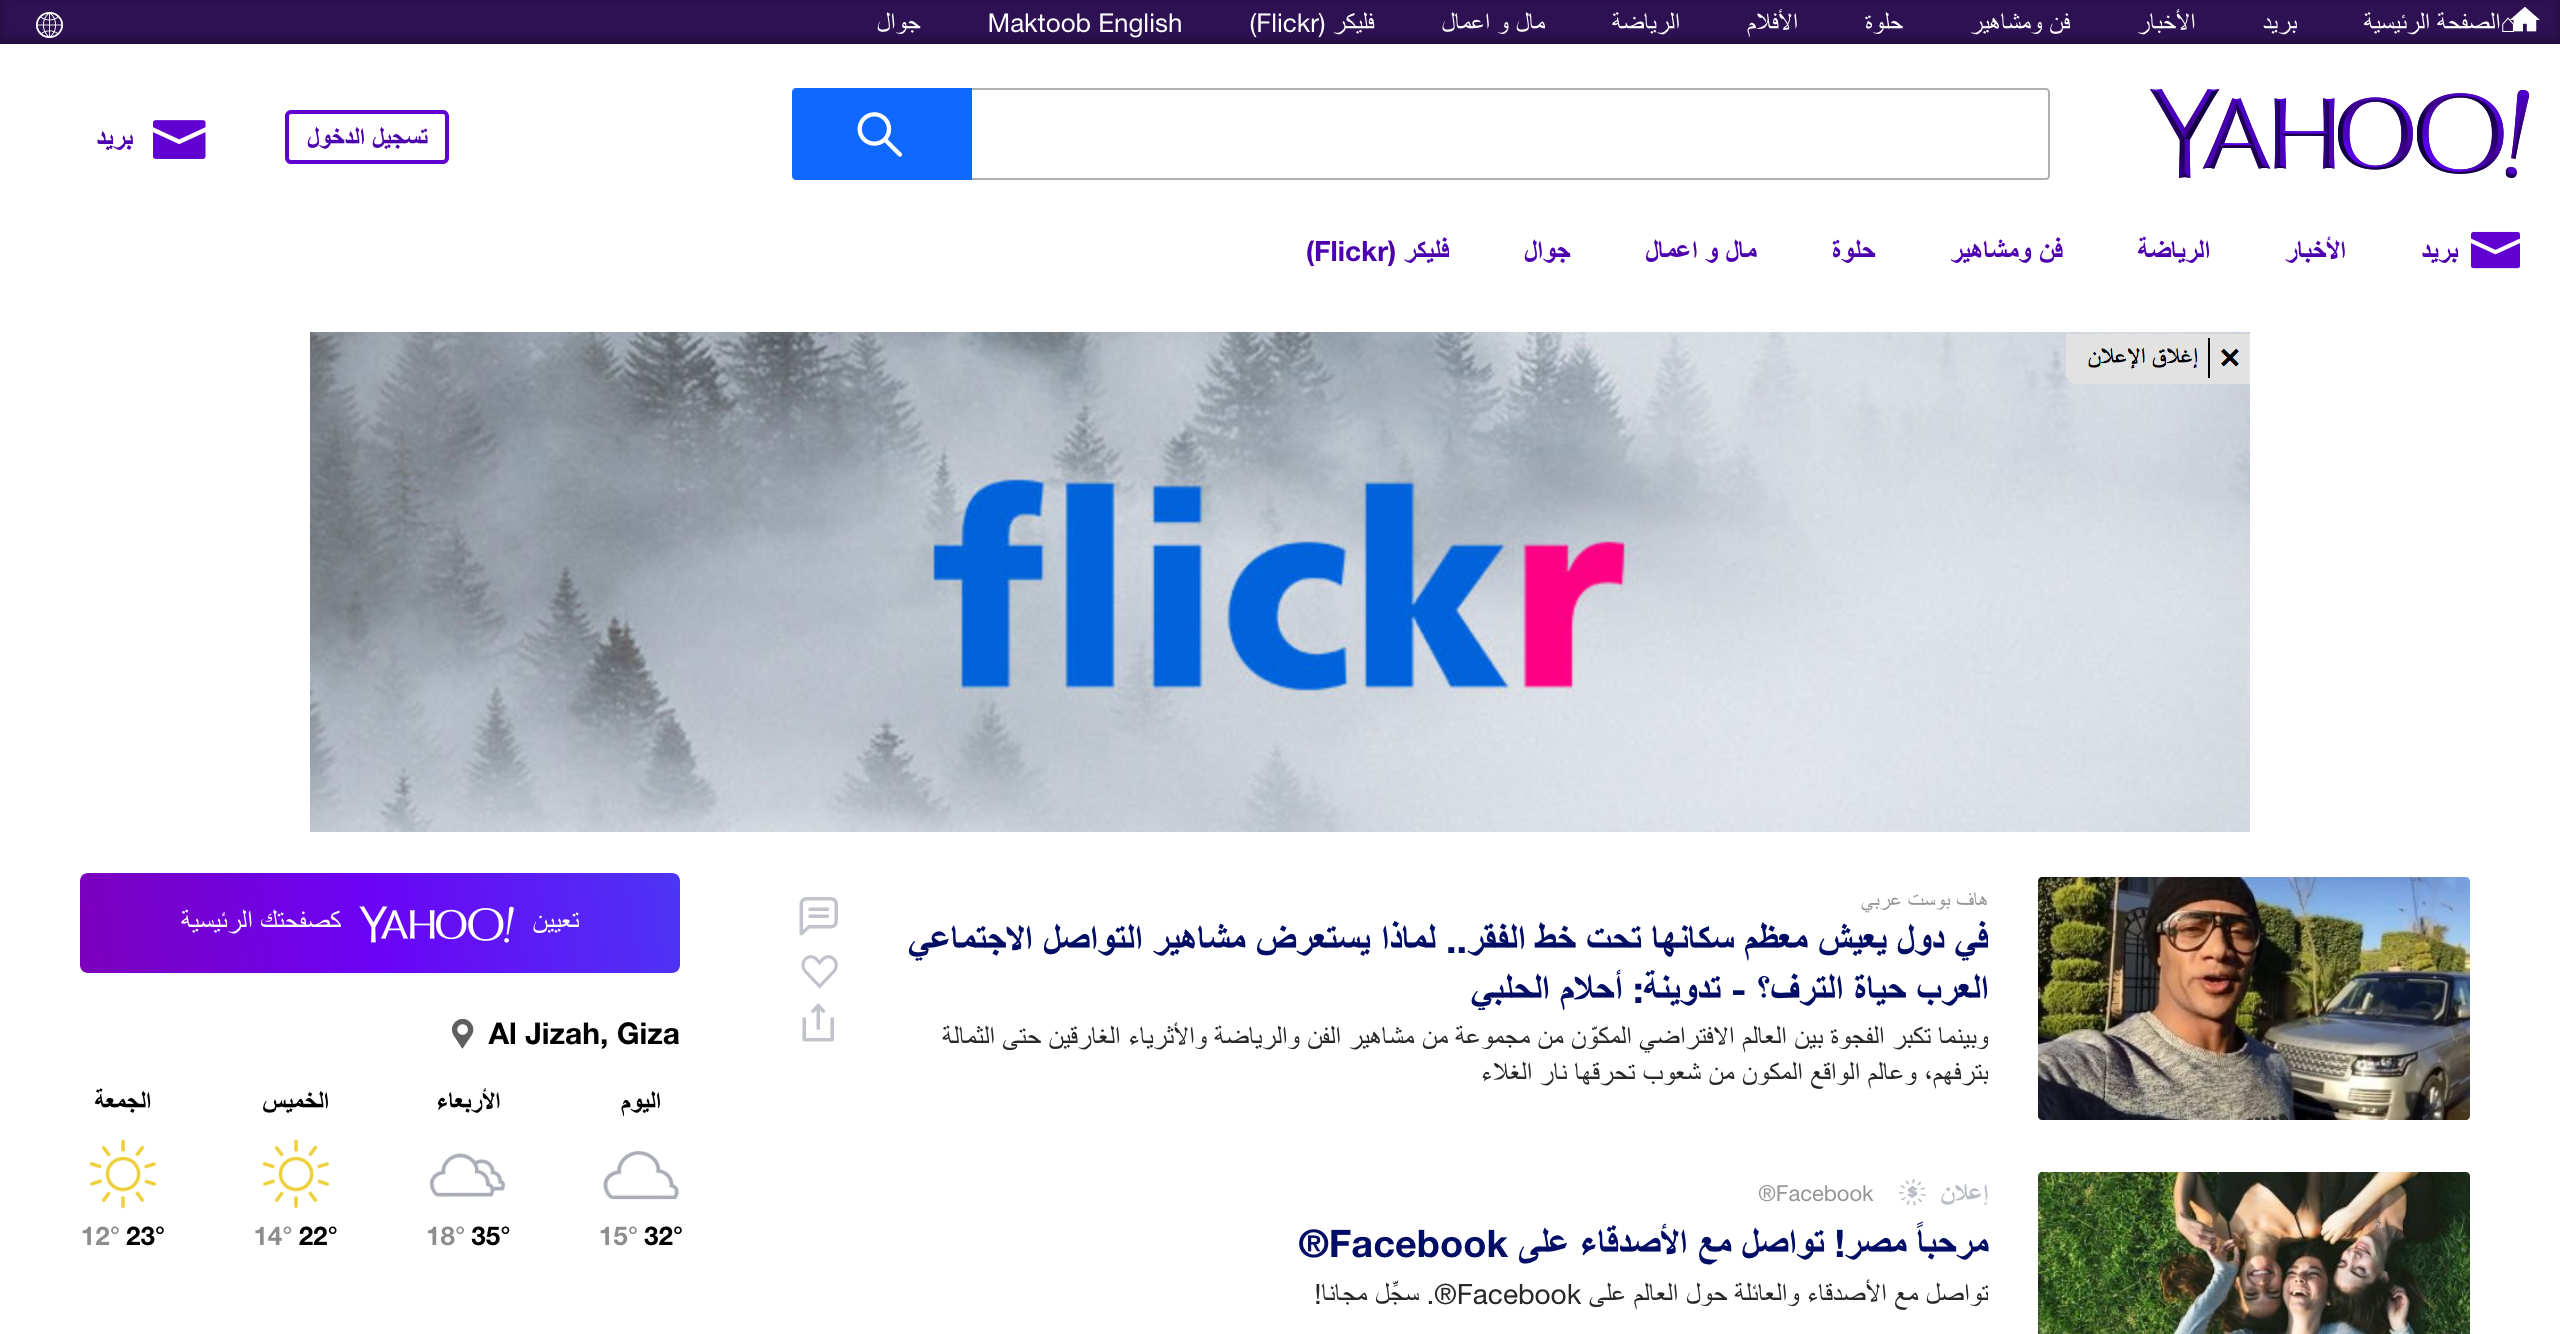 الصفحة الرئيسية بريد الأخبار فن ومشاهير حلوة الأفلام الرياضة مال و اعمال فليكر (Flickr) Maktoob English جوال
YAHOO!
تسجيل الدخول
بريد
بريد الأخبار الرياضة فن ومشاهير حلوة مال و اعمال جوال فليكر (Flickr)
إغلاق الإعلان
flickr
هاف بوست عربي
في دول يعيش معظم سكانها تحت خط الفقر.. لماذا يستعرض مشاهير التواصل الاجتماعي
العرب حياة الترف؟ - تدوينة: أحلام الحلبي
وبينما تكبر الفجوة بين العالم الافتراضي المكوّن من مجموعة من مشاهير الفن والرياضة والأثرياء الغارقين حتى الثمالة
بترفهم، وعالم الواقع المكون من شعوب تحرقها نار الغلاء
إعلان Facebook®
مرحباً مصر! تواصل مع الأصدقاء على Facebook®
تواصل مع الأصدقاء والعائلة حول العالم على Facebook®. سجِّل مجانا!
تعيين YAHOO! كصفحتك الرئيسية
Al Jizah, Giza
اليوم الأربعاء الخميس الجمعة
15° 32° 18° 35° 14° 22° 12° 23°